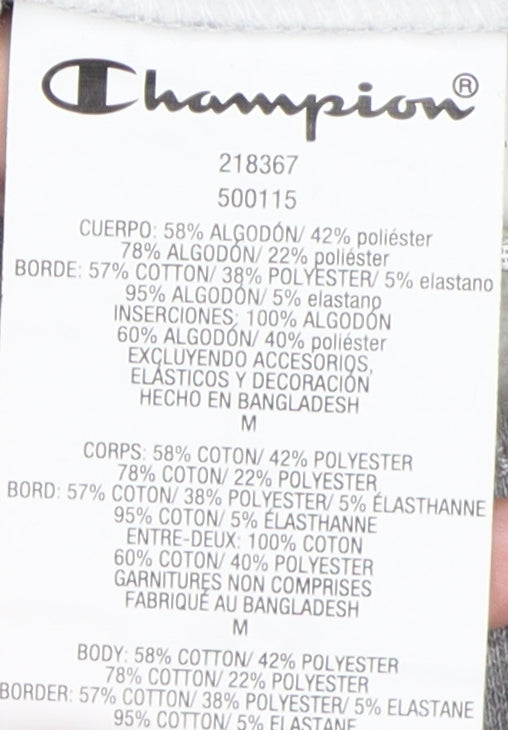 Champion®
218367
500115
CUERPO: 58% ALGODÓN/ 42% poliéster
78% ALGODÓN/ 22% poliéster
BORDE: 57% COTTON/ 38% POLYESTER/ 5% elastano
95% ALGODÓN/ 5% elastano
INSERCIONES: 100% ALGODÓN
60% ALGODÓN/ 40% poliéster
EXCLUYENDO ACCESORIOS,
ELÁSTICOS Y DECORACIÓN
HECHO EN BANGLADESH
M
CORPS: 58% COTON/ 42% POLYESTER
78% COTON/ 22% POLYESTER
BORD: 57% COTON/ 38% POLYESTER/ 5% ÉLASTHANNE
95% COTON/ 5% ÉLASTHANNE
ENTRE-DEUX: 100% COTON
60% COTON/ 40% POLYESTER
GARNITURES NON COMPRISES
FABRIQUÉ AU BANGLADESH
M
BODY: 58% COTTON/ 42% POLYESTER
78% COTTON/ 22% POLYESTER
BORDER: 57% COTTON/ 38% POLYESTER/ 5% ELASTANE
95% COTTON/ 5% ELASTANE